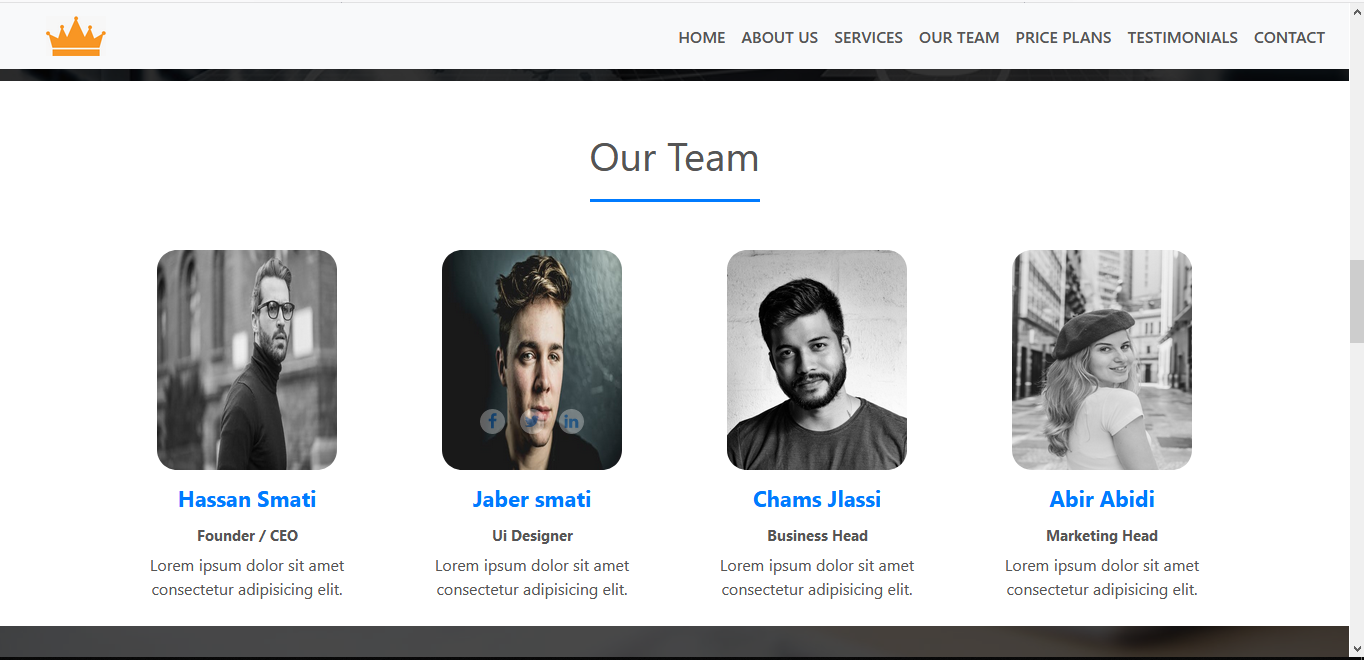 HOME ABOUT US SERVICES OUR TEAM PRICE PLANS TESTIMONIALS CONTACT
Our Team
Hassan Smati
Founder / CEO
Lorem ipsum dolor sit amet
consectetur adipisicing elit.
Jaber smati
Ui Designer
Lorem ipsum dolor sit amet
consectetur adipisicing elit.
Chams Jlassi
Business Head
Lorem ipsum dolor sit amet
consectetur adipisicing elit.
Abir Abidi
Marketing Head
Lorem ipsum dolor sit amet
consectetur adipisicing elit.